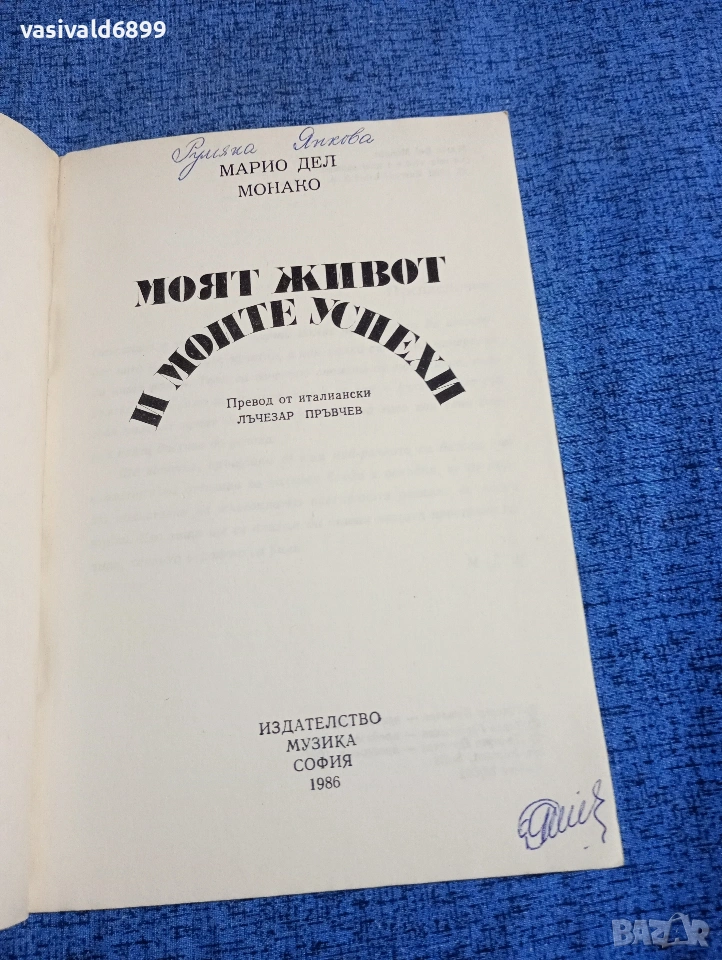 vasivald6899
Румяна Янкова
МАРИО ДЕЛ
МОНАКО
МОЯТ ЖИВОТ
И МОИТЕ УСПЕХИ
Превод от италиански
ЛЪЧЕЗАР ПРЪВЧЕВ
ИЗДАТЕЛСТВО
МУЗИКА
СОФИЯ
1986
BAZAR